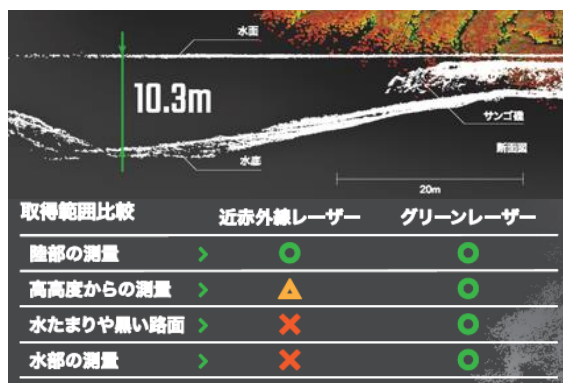 水面
10.3m
サンゴ礁
水底
断面図
20m
取得範囲比較 近赤外線レーザー グリーンレーザー
陸部の測量
高高度からの測量
水たまりや黒い路面
水部の測量